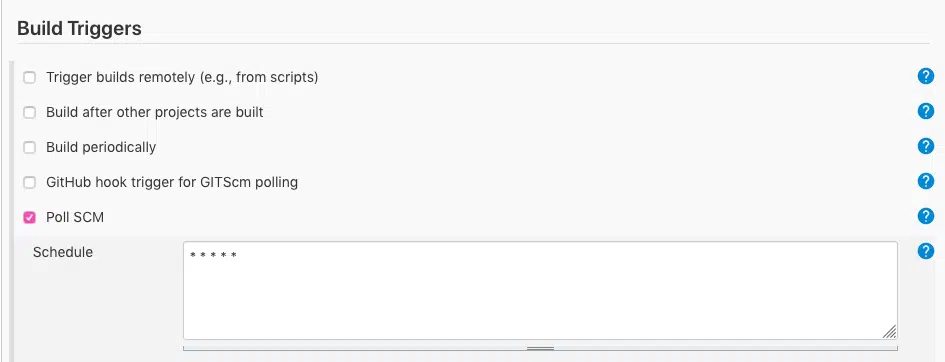 Build Triggers
Trigger builds remotely (e.g., from scripts)
?
Build after other projects are built
?
Build periodically
?
GitHub hook trigger for GITScm polling
?
Poll SCM
?
Schedule
* * * * *
?